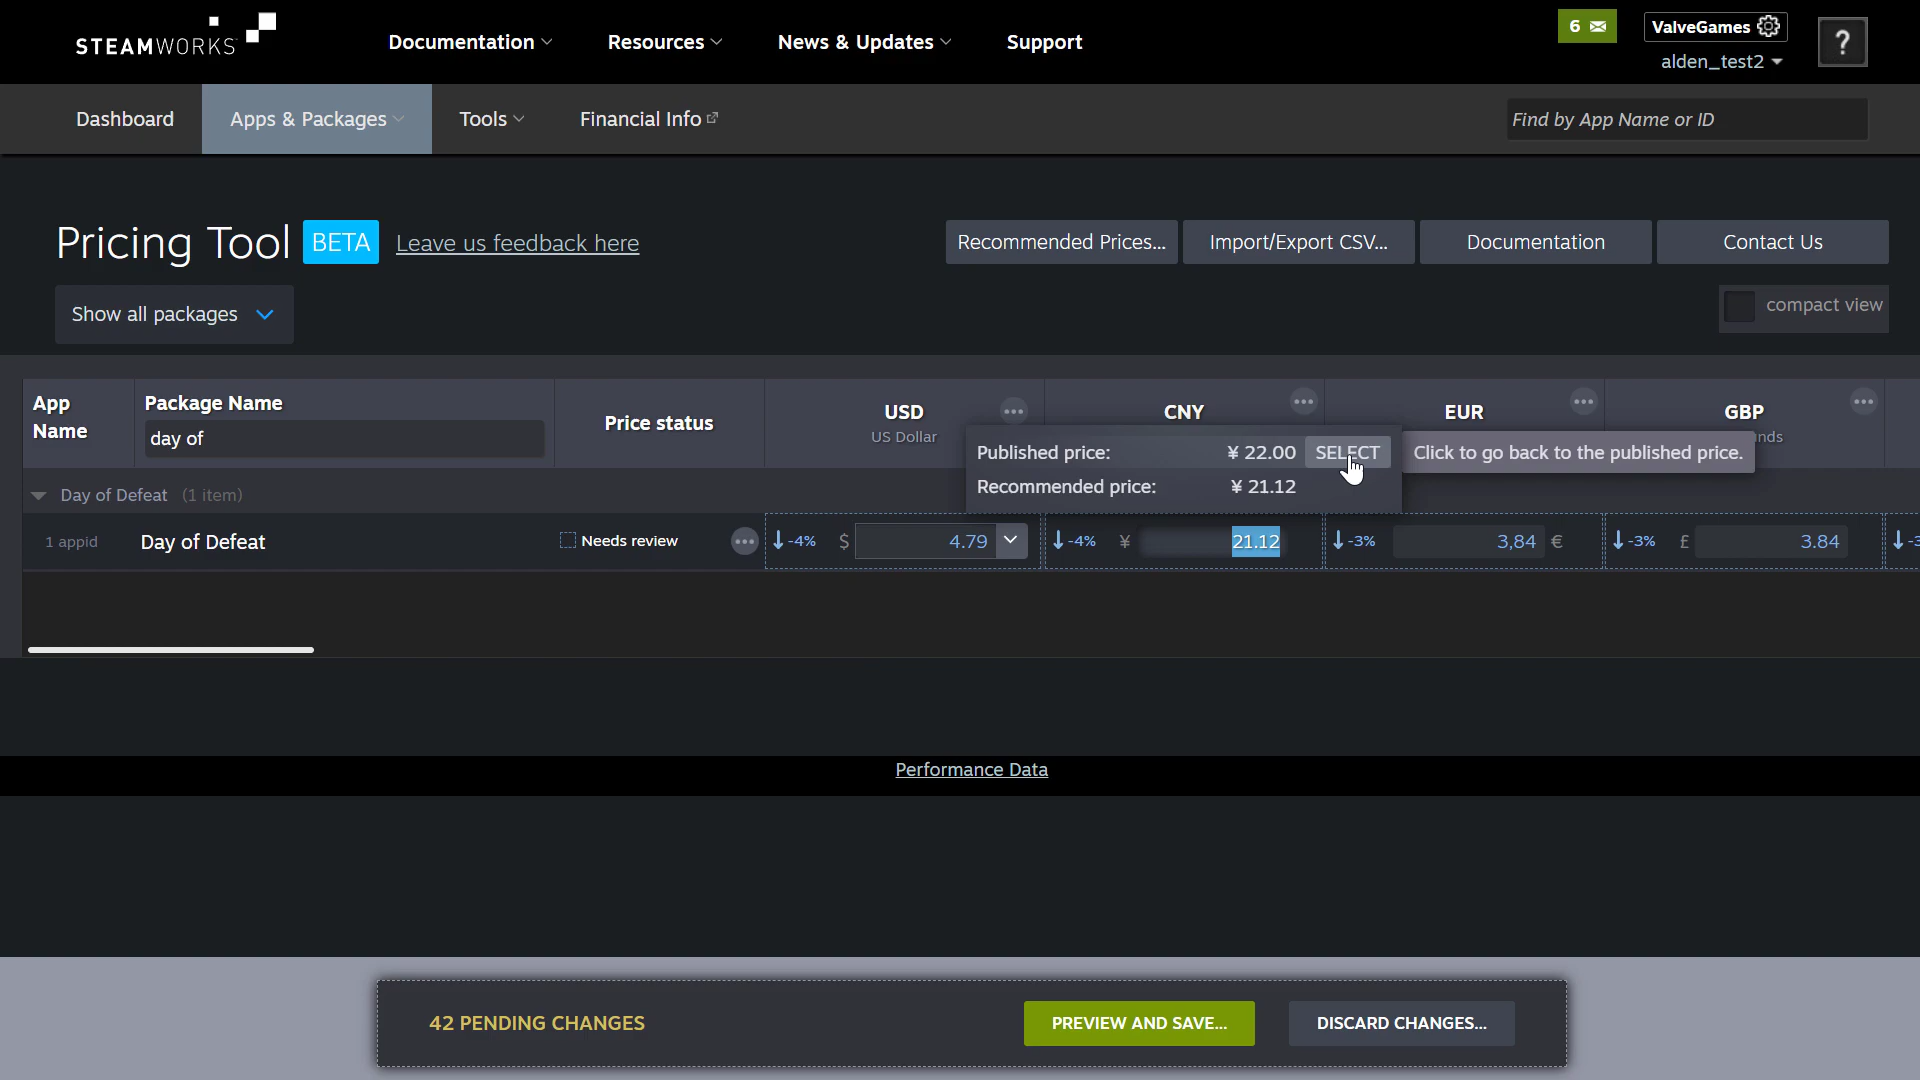 STEAMWORKS
Documentation
Resources
News & Updates
Support
6
ValveGames
alden_test2
?
Dashboard
Apps & Packages
Tools
Financial Info
Find by App Name or ID
Pricing Tool
BETA
Leave us feedback here
Recommended Prices...
Import/Export CSV...
Documentation
Contact Us
Show all packages
compact view
App
Name
Package Name
day of
Price status
USD
US Dollar
CNY
EUR
GBP
Published price: ¥ 22.00 SELECT
Click to go back to the published price.
Recommended price: ¥ 21.12
Day of Defeat (1 item)
1 appid Day of Defeat Needs review -4% $ 4.79 -4% ¥ 21.12 -3% 3,84 € -3% £ 3.84
Performance Data
42 PENDING CHANGES
PREVIEW AND SAVE...
DISCARD CHANGES...